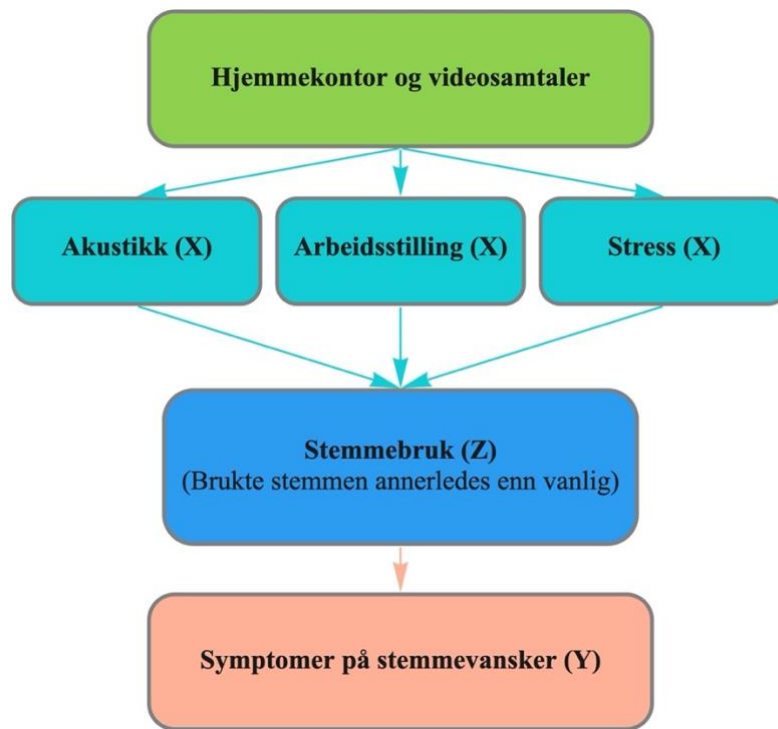 Hjemmekontor og videosamtaler
Akustikk (X)
Arbeidsstilling (X)
Stress (X)
Stemmebruk (Z)
(Brukte stemmen annerledes enn vanlig)
Symptomer på stemmevansker (Y)